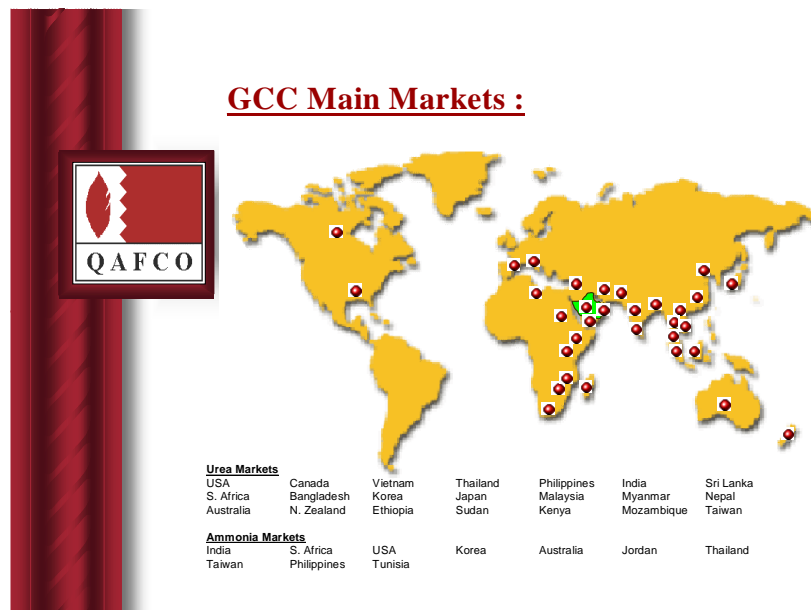 GCC Main Markets :
QAFCO
Urea Markets
USA Canada Vietnam Thailand Philippines India Sri Lanka
S. Africa Bangladesh Korea Japan Malaysia Myanmar Nepal
Australia N. Zealand Ethiopia Sudan Kenya Mozambique Taiwan
Ammonia Markets
India S. Africa USA Korea Australia Jordan Thailand
Taiwan Philippines Tunisia